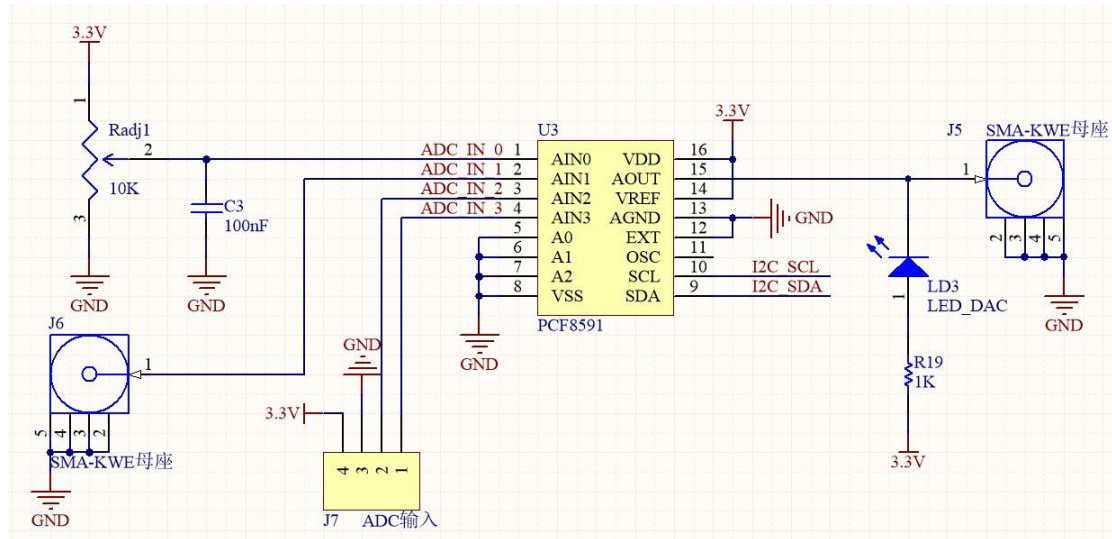 3.3V
1
Radj1
2
10K
3
GND
C3
100nF
GND
ADC_IN_0
ADC_IN_1
ADC_IN_2
ADC_IN_3
U3
1 AIN0 VDD 16
2 AIN1 AOUT 15
3 AIN2 VREF 14
4 AIN3 AGND 13
5 A0 EXT 12
6 A1 OSC 11
7 A2 SCL 10
8 VSS SDA 9
PCF8591
GND
3.3V
GND
I2C_SCL
I2C_SDA
J5 SMA-KWE母座
1
2 3 4 5
GND
LD3
LED_DAC
1
R19
1K
3.3V
J6
1
5 4 3 2
SMA-KWE母座
GND
GND
3.3V
4 3 2 1
J7 ADC输入